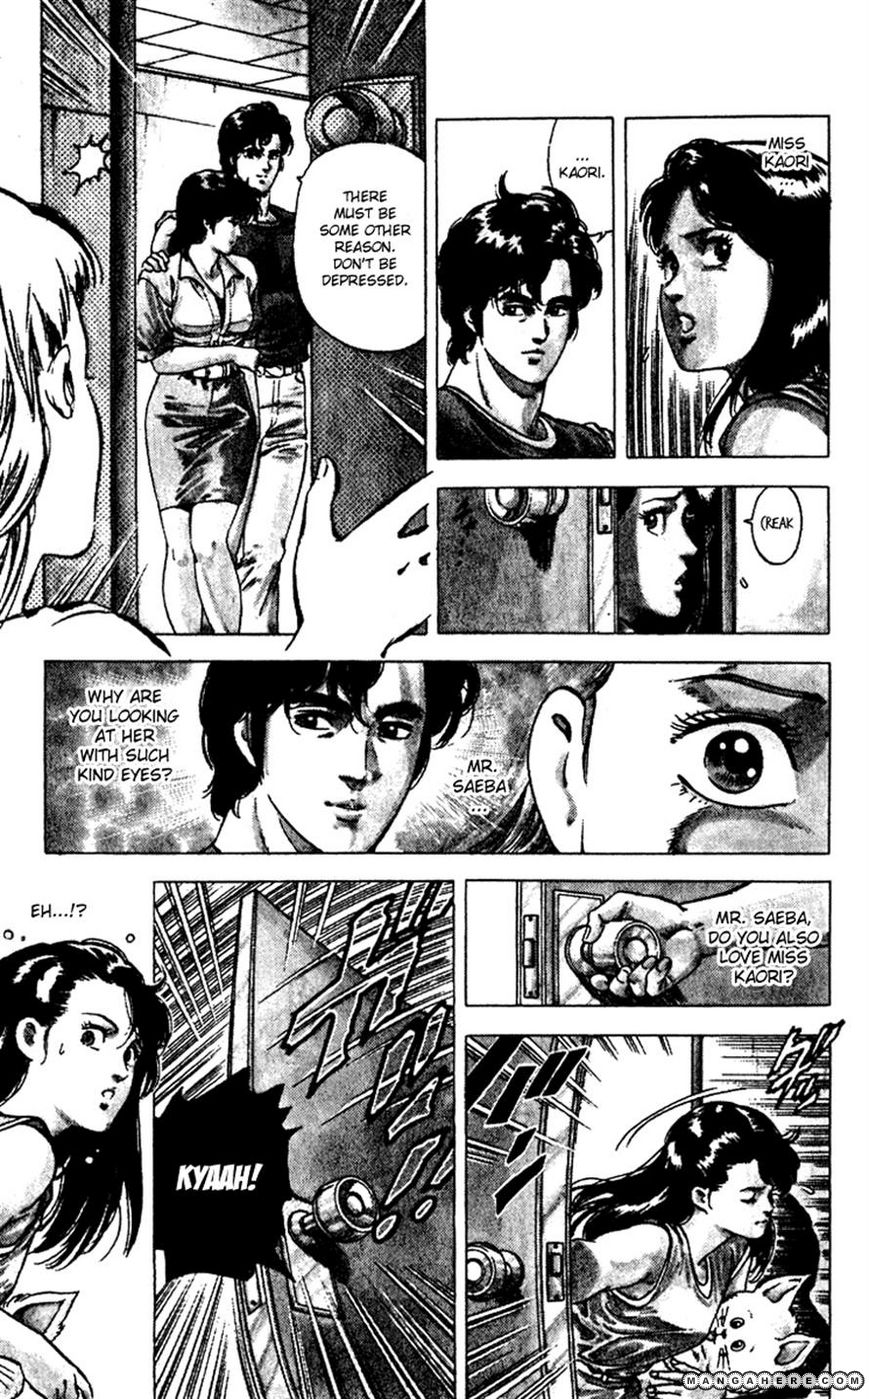 MISS
KAORI
...
...
KAORI.
(REAK
THERE
MUST BE
SOME OTHER
REASON.
DON'T BE
DEPRESSED.
MR.
SAEBA
...
WHY ARE
YOU LOOKING
AT HER
WITH SUCH
KIND EYES?
MR. SAEBA,
DO YOU ALSO
LOVE MISS
KAORI?
KYAAH!
EH...!?
MANGAHERE.COM